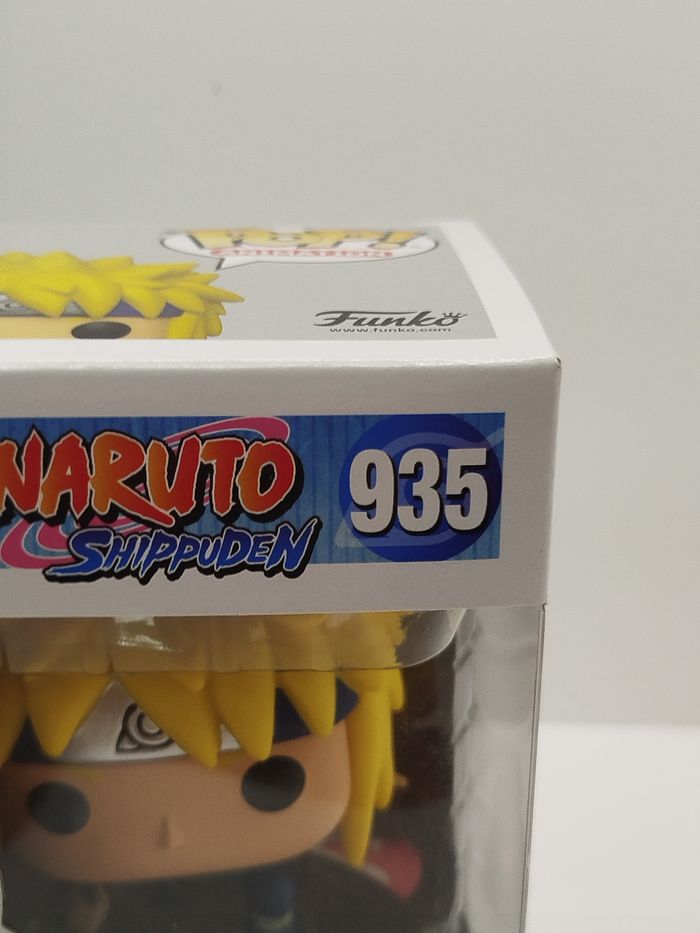 POP!
ANIMATION
Funko
www.funko.com
NARUTO
935
SHIPPUDEN